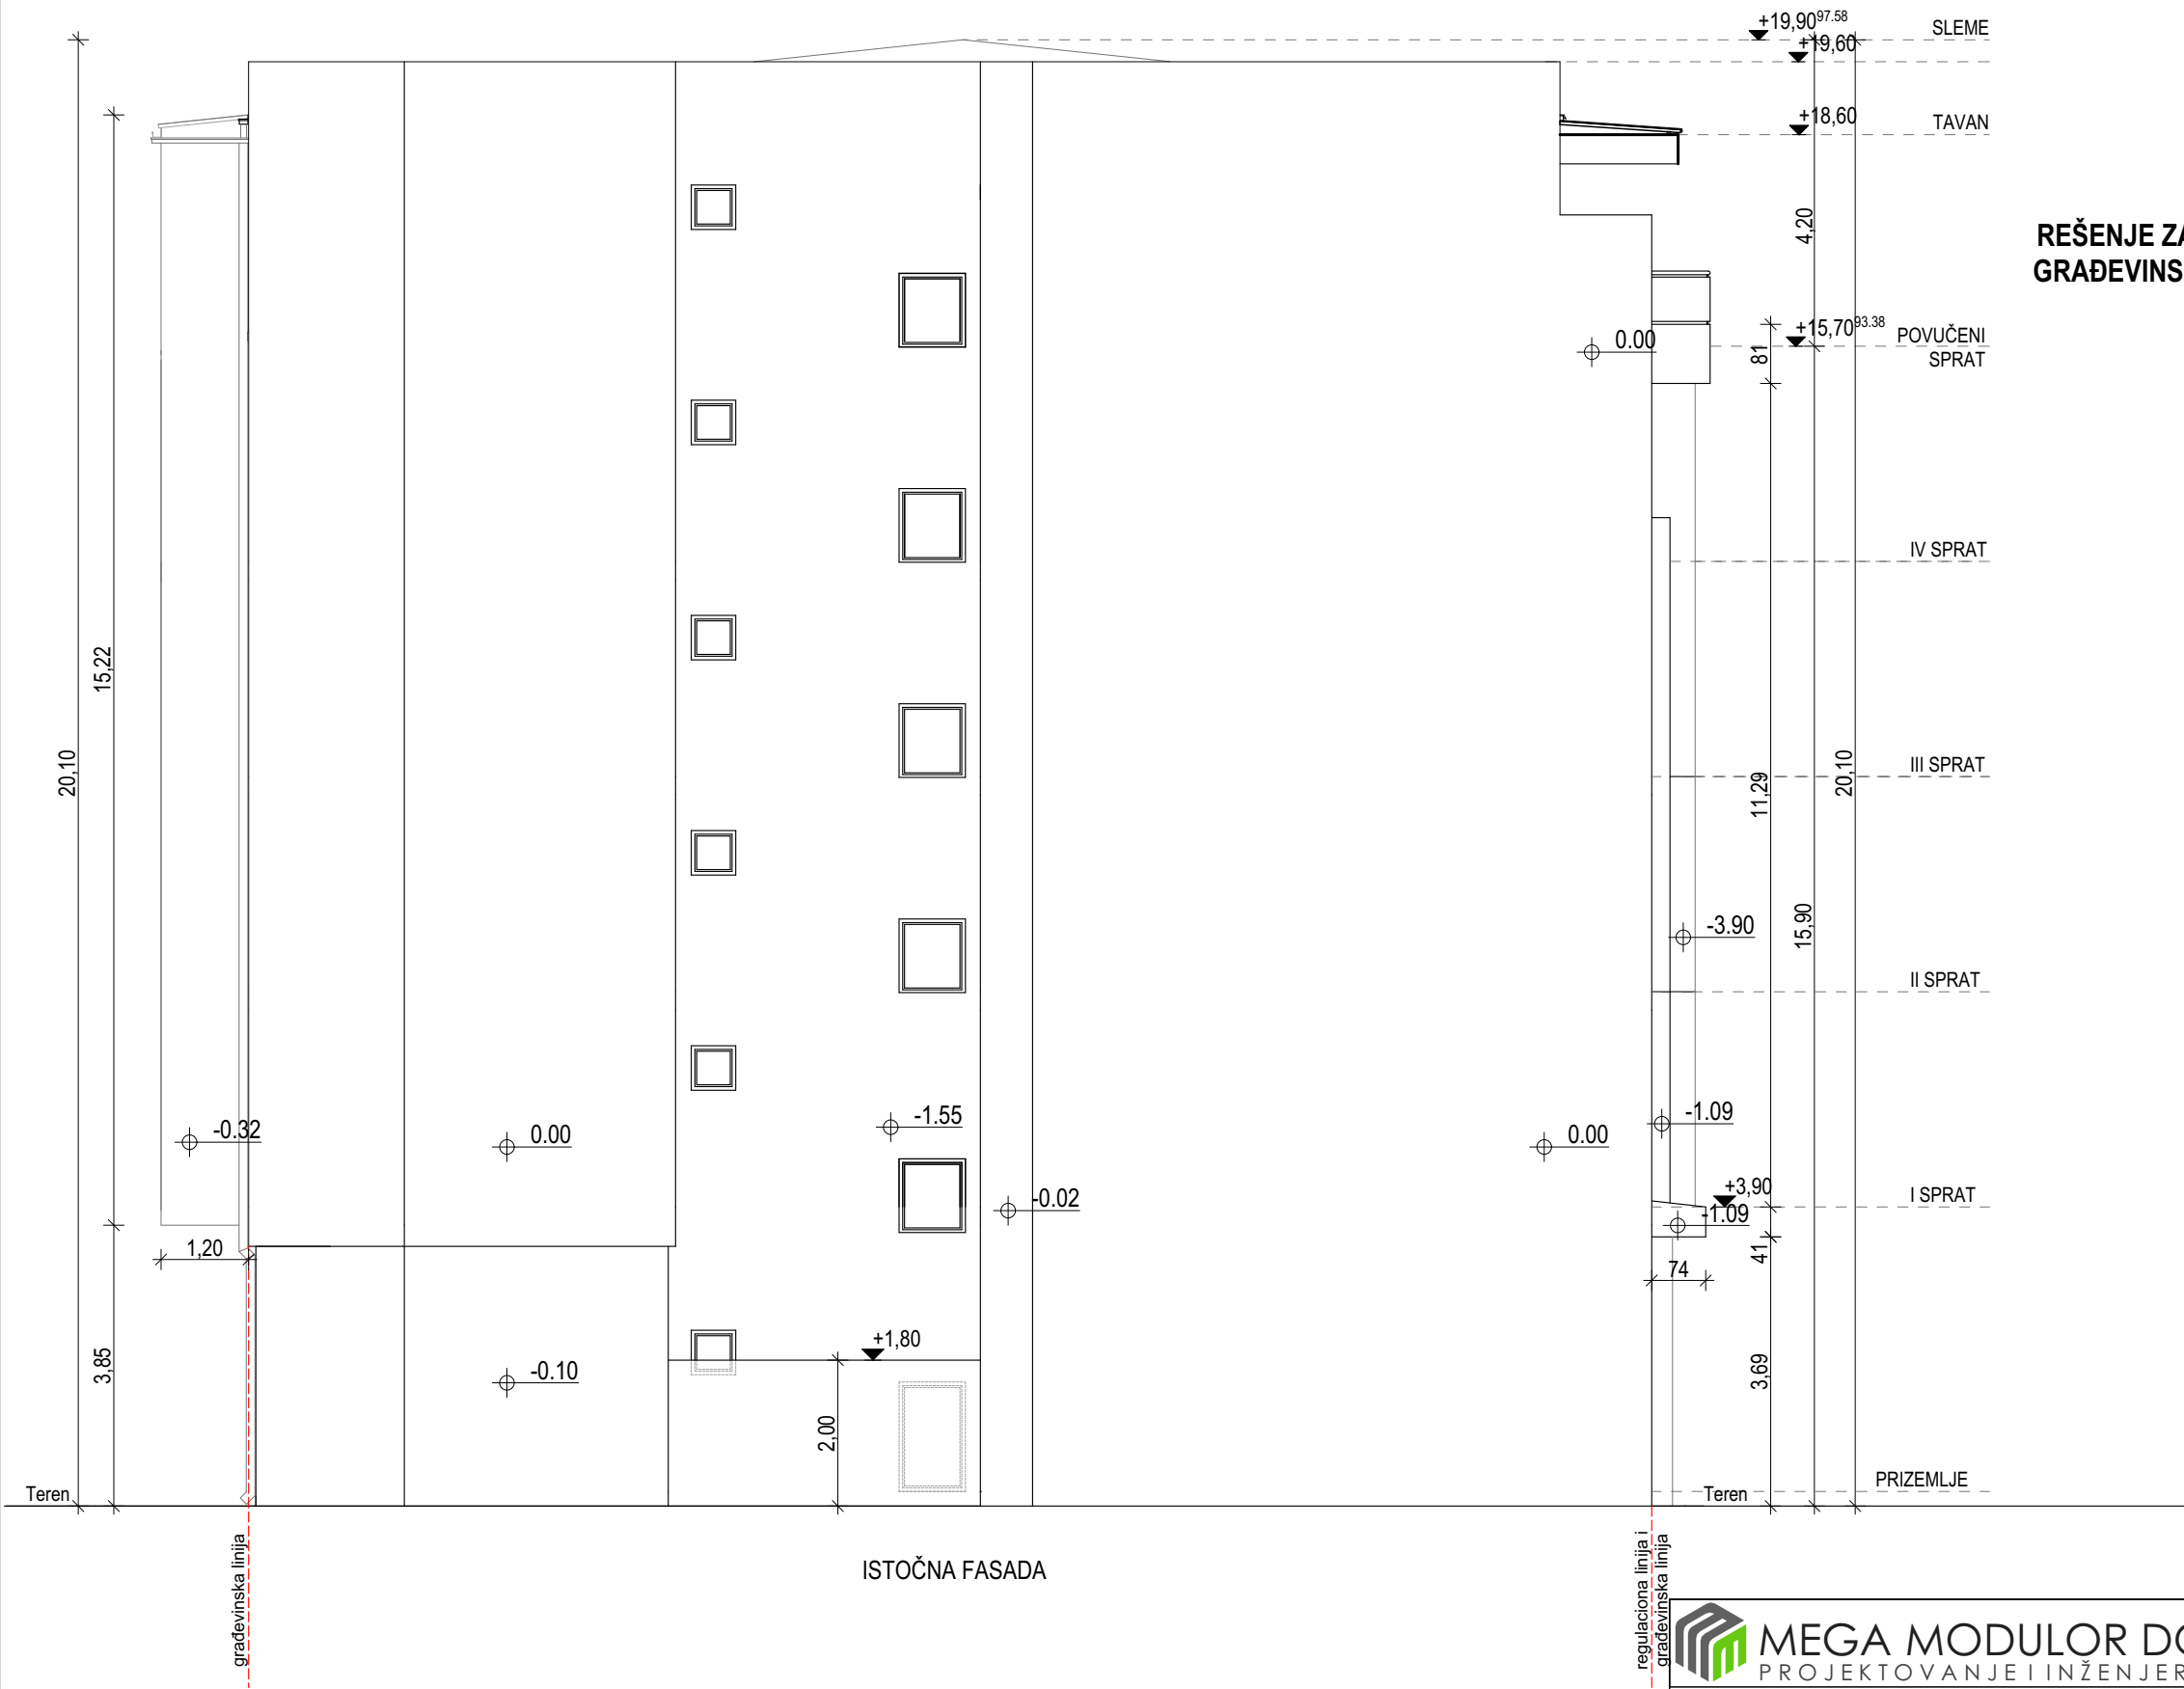 +19,90 97.58
SLEME
+19,60
+18,60
TAVAN
4,20
REŠENJE
GRAĐEVINS
+15,70 93.38
POVUČENI
SPRAT
0.00
81
IV SPRAT
15,22
20,10
III SPRAT
11,29
20,10
15,90
-3.90
II SPRAT
-0.32
0.00
-1.55
0.00
-1.09
-0.02
+3,90
I SPRAT
-1.09
1,20
41
74
+1,80
3,85
-0.10
3,69
2,00
PRIZEMLJE
Teren
Teren
građevinska linija
ISTOČNA FASADA
regulaciona linija i
građevinska linija
MEGA MODULOR
PROJEKTOVANJE I INŽENJER